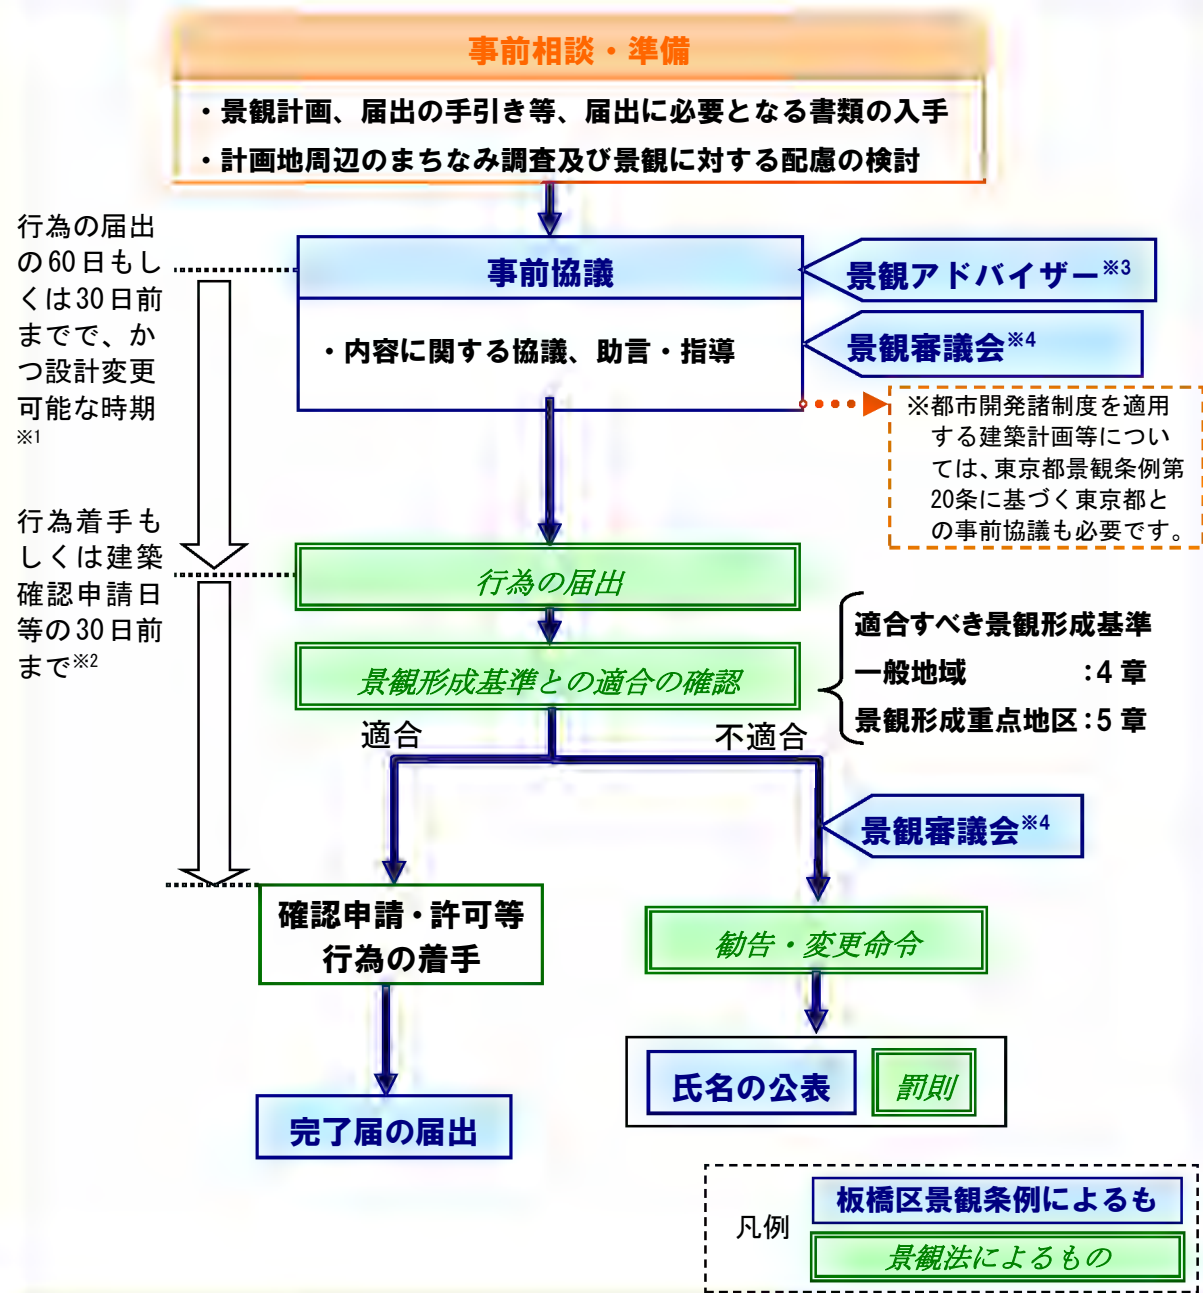 事前相談・準備
・景観計画、届出の手引き等、届出に必要となる書類の入手
・計画地周辺のまちなみ調査及び景観に対する配慮の検討
行為の届出
の60日もし
くは30日前
までで、か
つ設計変更
可能な時期
※1
事前協議
・内容に関する協議、助言・指導
景観アドバイザー※3
景観審議会※4
※都市開発諸制度を適用
する建築計画等につい
ては、東京都景観条例第
20条に基づく東京都と
の事前協議も必要です。
行為着手も
しくは建築
確認申請日
等の30日前
まで※2
行為の届出
景観形成基準との適合の確認
適合すべき景観形成基準
一般地域 :4章
景観形成重点地区:5章
適合
不適合
景観審議会※4
確認申請・許可等
行為の着手
勧告・変更命令
氏名の公表
罰則
完了届の届出
凡例
板橋区景観条例によるも
景観法によるもの